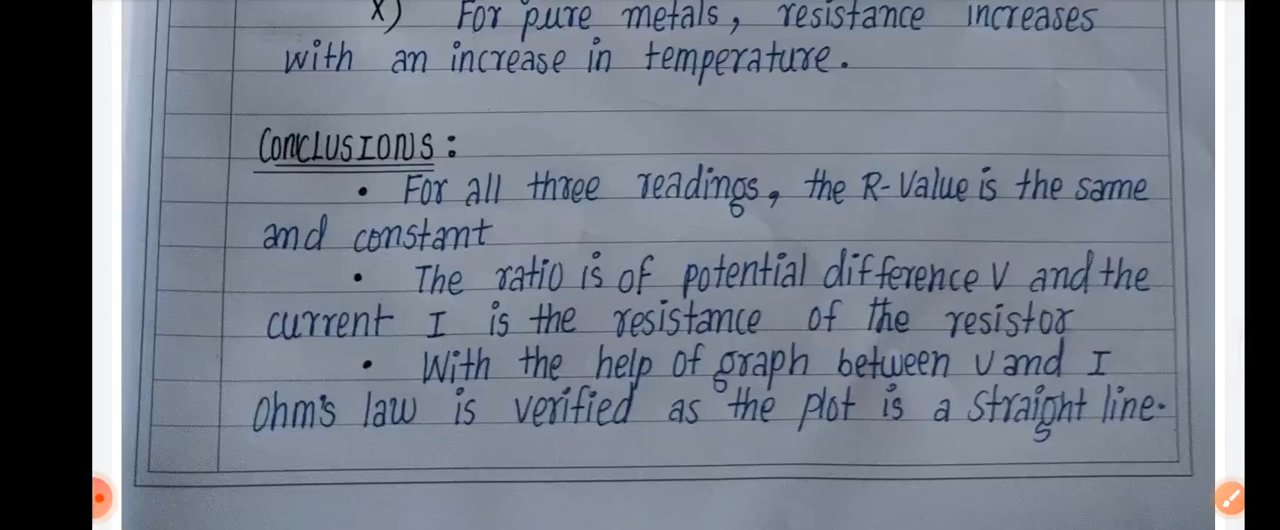 x) For pure metals, resistance increases
with an increase in temperature.
CONCLUSIONS:
• For all three readings, the R-Value is the same
and constant
• The ratio is of potential difference V and the
current I is the resistance of the resistor
• With the help of graph between V and I
Ohm's law is verified as the plot is a straight line.